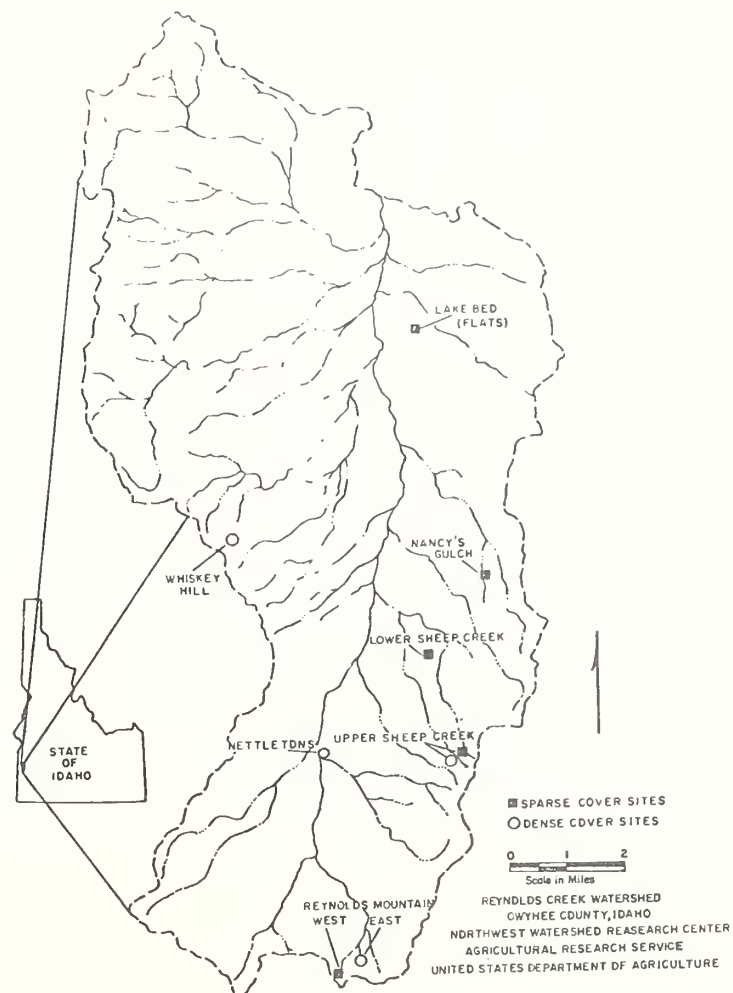 LAKE BED
(FLATS)
NANCY'S
GULCH
WHISKEY
HILL
LOWER SHEEP CREEK
NETTLETONS
UPPER SHEEP CREEK
STATE
OF
IDAHO
SPARSE COVER SITES
DENSE COVER SITES
0 1 2
Scale in Miles
REYNOLDS MOUNTAIN
WEST EAST
REYNOLDS CREEK WATERSHED
OWYHEE COUNTY, IDAHO
NORTHWEST WATERSHED REASEARCH CENTER
AGRICULTURAL RESEARCH SERVICE
UNITED STATES DEPARTMENT OF AGRICULTURE